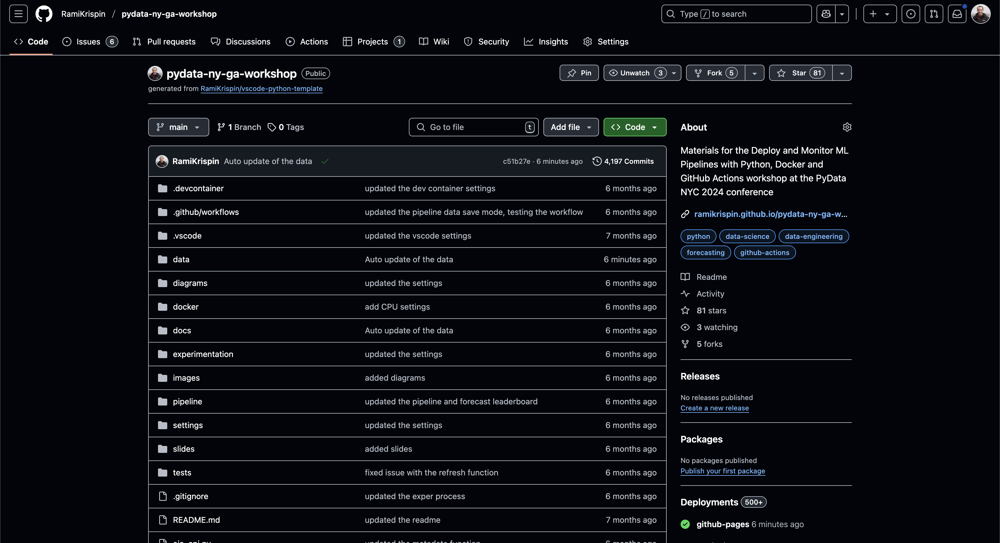 RamiKrispin / pydata-ny-ga-workshop
Type / to search
Code
Issues 6
Pull requests
Discussions
Actions
Projects 1
Wiki
Security
Insights
Settings
pydata-ny-ga-workshop Public
generated from RamiKrispin/vscode-python-template
Pin
Unwatch 3
Fork 5
Star 81
main
1 Branch
0 Tags
Go to file t
Add file
Code
RamiKrispin Auto update of the data c51b27e · 6 minutes ago 4,197 Commits
.devcontainer updated the dev container settings 6 months ago
.github/workflows updated the pipeline data save mode, testing the workflow 6 months ago
.vscode updated the vscode settings 7 months ago
data Auto update of the data 6 minutes ago
diagrams updated the settings 6 months ago
docker add CPU settings 6 months ago
docs Auto update of the data 6 months ago
experimentation updated the settings 6 months ago
images added diagrams 6 months ago
pipeline updated the pipeline and forecast leaderboard 6 months ago
settings updated the settings 6 months ago
slides added slides 6 months ago
tests fixed issue with the refresh function 6 months ago
.gitignore updated the exper process 6 months ago
README.md updated the readme 7 months ago
About
Materials for the Deploy and Monitor ML
Pipelines with Python, Docker and
GitHub Actions workshop at the PyData
NYC 2024 conference
ramikrispin.github.io/pydata-ny-ga-w...
python data-science data-engineering
forecasting github-actions
Readme
Activity
81 stars
3 watching
5 forks
Releases
No releases published
Create a new release
Packages
No packages published
Publish your first package
Deployments 500+
github-pages 6 minutes ago